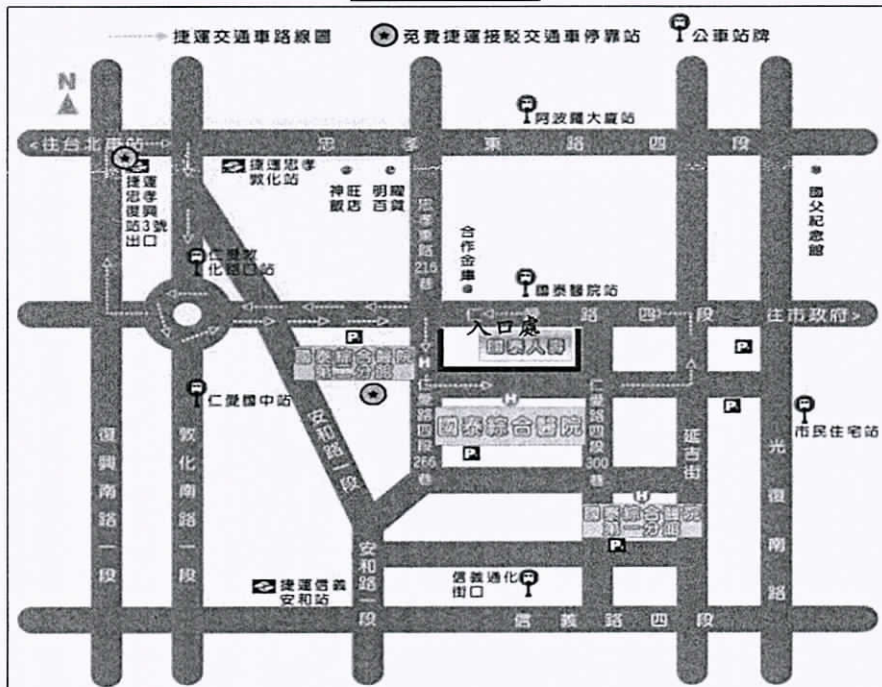 捷運交通車路線圖
免費捷運接駁交通車停靠站
公車站牌
N
阿波羅大廈站
<往台北車站
忠孝東路四段
捷運忠孝復興站3號出口
捷運忠孝
敦化站
神旺
飯店
明曜
百貨
忠孝東路216巷
合作金庫
國父紀念館
仁愛敦
化路口站
國泰醫院站
仁愛路四段
往市政府>
入口處
國泰人壽
P
國泰綜合醫院
第二分館
H
仁愛國中站
仁愛路四段266巷
H
國泰綜合醫院
P
仁愛路四段300巷
P
P
市民住宅站
復興南路一段
敦化南路一段
安和路一段
延吉街
光復南路
H
國泰綜合醫院
第一分館
P
安和路一段
捷運信義
安和站
信義通化
街口
信義路四段